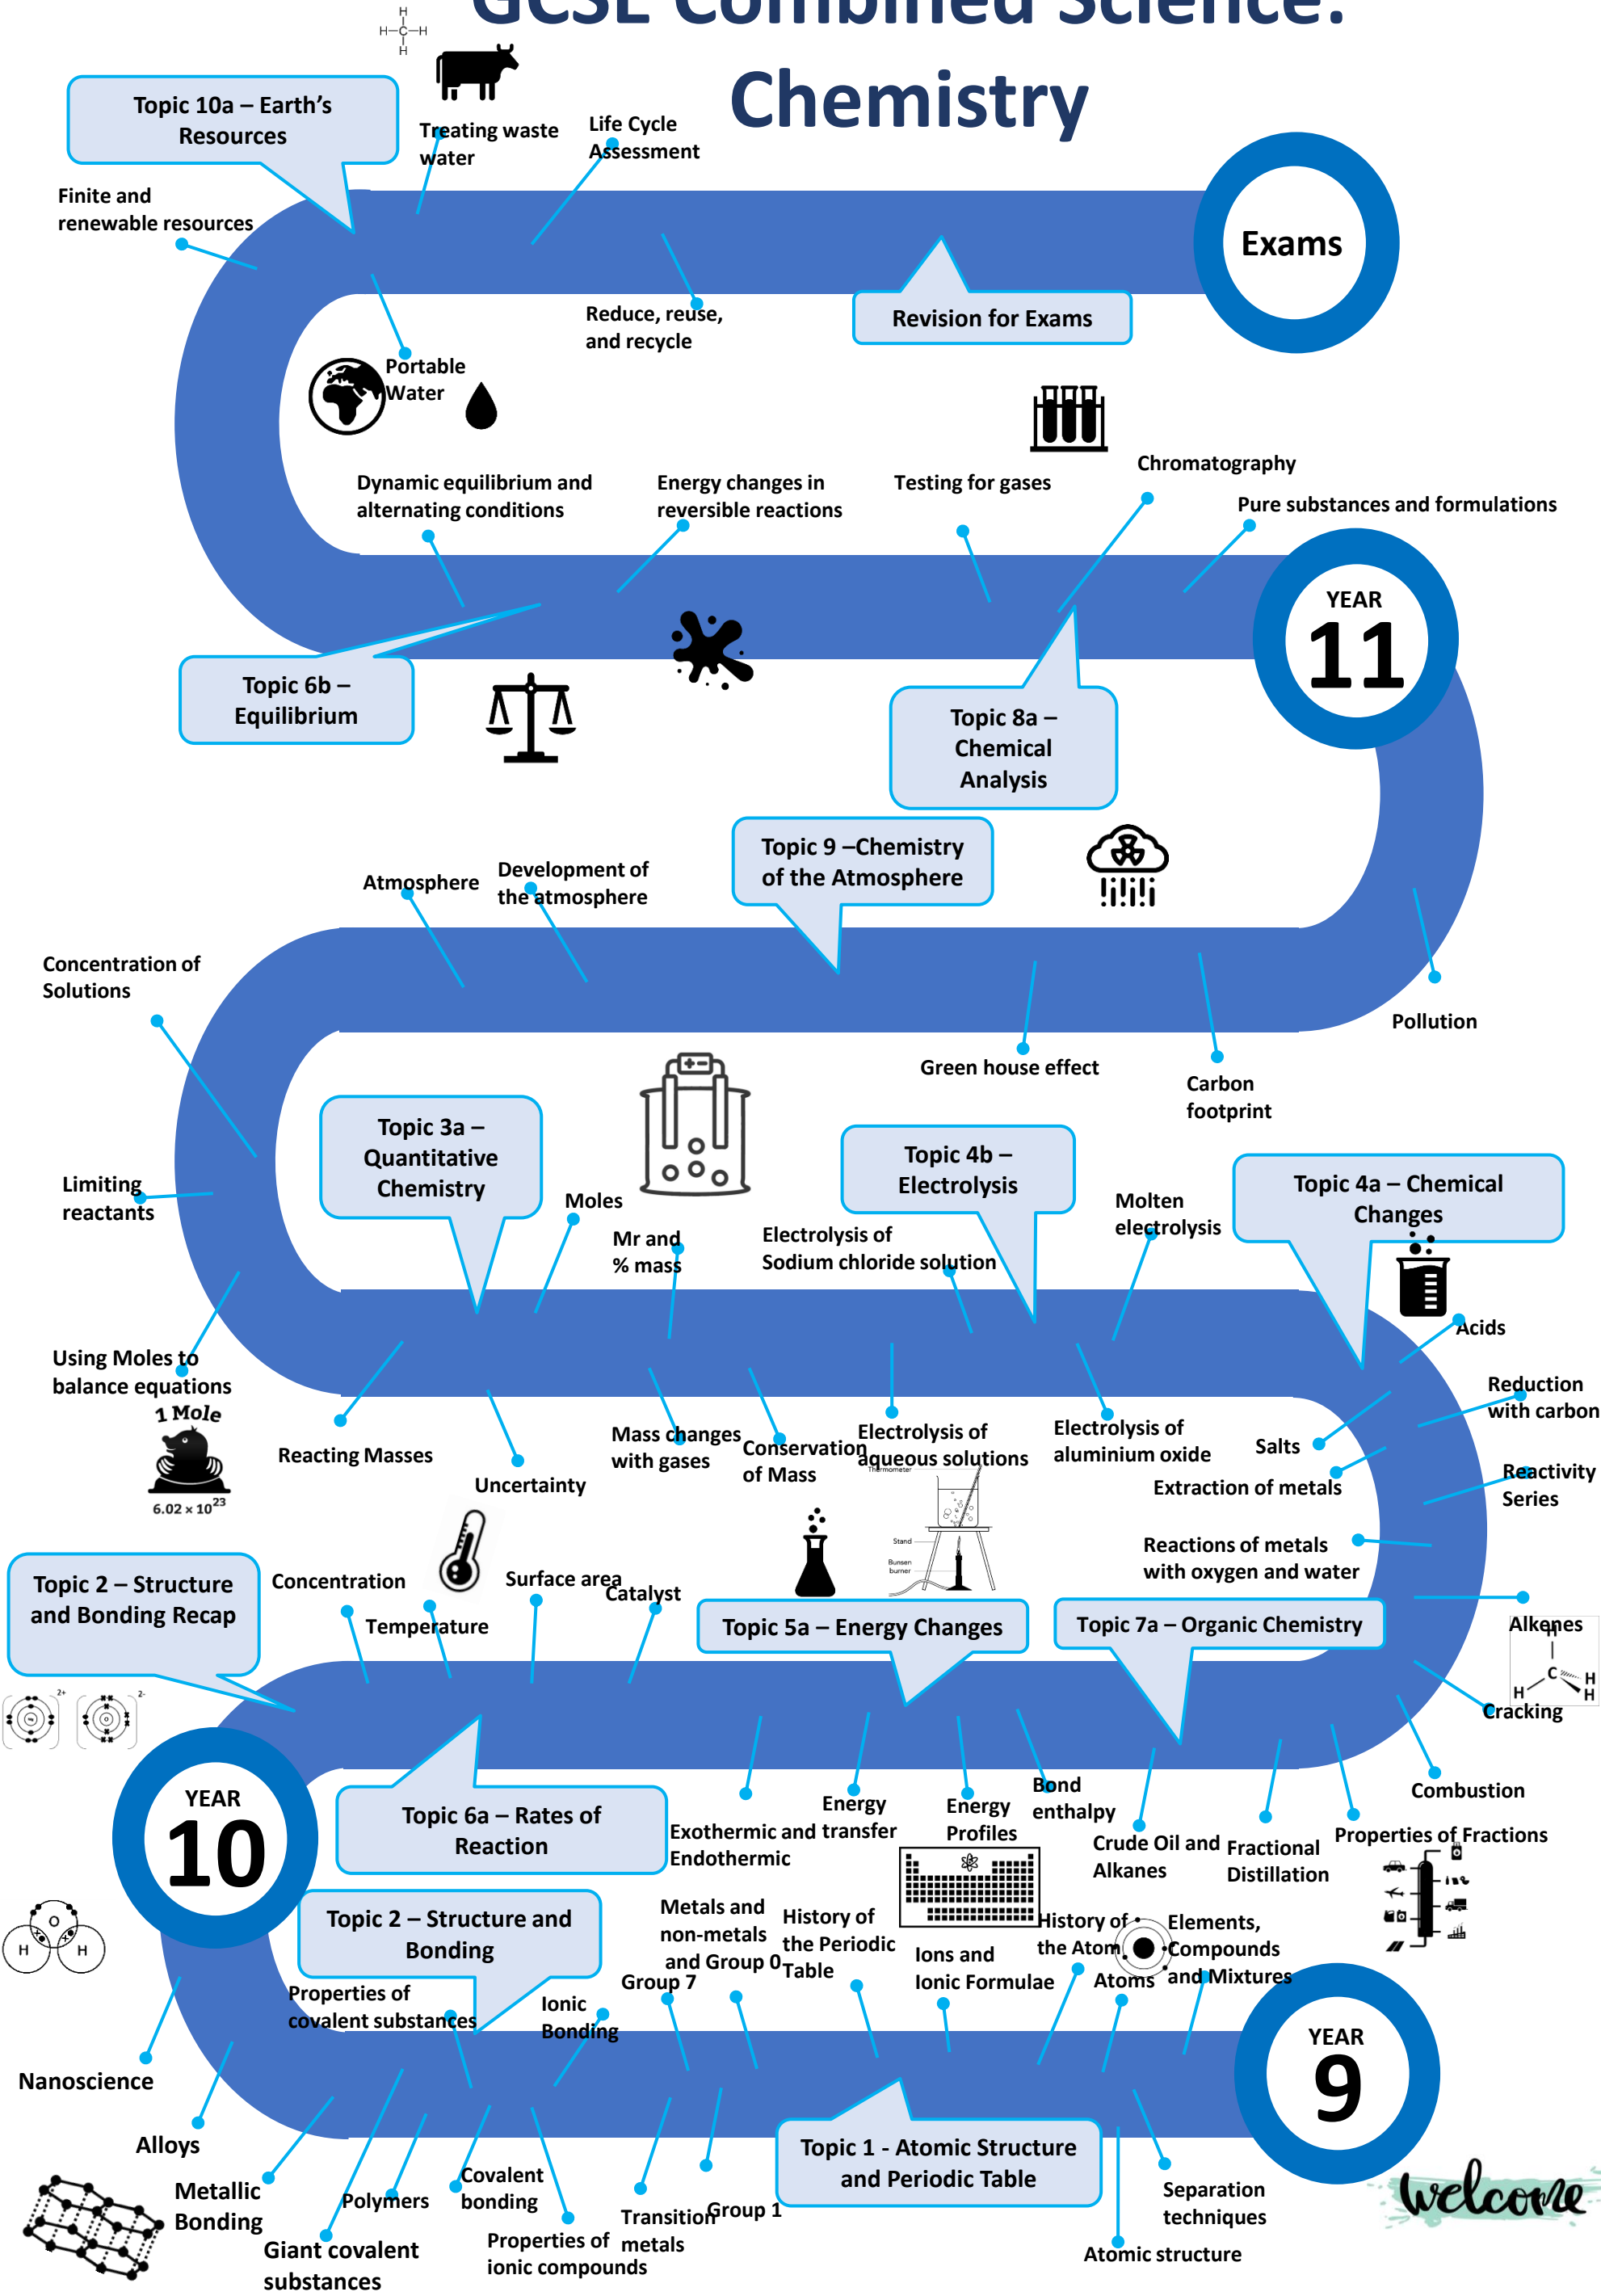 GCSE Combined Science:
Chemistry
H
H–C–H
H
Topic 10a – Earth's
Resources
Treating waste
water
Life Cycle
Assessment
Finite and
renewable resources
Exams
Reduce, reuse,
and recycle
Revision for Exams
Portable
Water
Dynamic equilibrium and
alternating conditions
Energy changes in
reversible reactions
Testing for gases
Chromatography
Pure substances and formulations
YEAR
11
Topic 6b –
Equilibrium
Topic 8a –
Chemical
Analysis
Topic 9 –Chemistry
of the Atmosphere
Atmosphere
Development of
the atmosphere
Concentration of
Solutions
Pollution
Green house effect
Carbon
footprint
Topic 3a –
Quantitative
Chemistry
Topic 4b –
Electrolysis
Topic 4a – Chemical
Changes
Limiting
reactants
Moles
Mr and
% mass
Electrolysis of
Sodium chloride solution
Molten
electrolysis
Acids
Using Moles to
balance equations
1 Mole
6.02 × 10²³
Reacting Masses
Uncertainty
Mass changes
with gases
Conservation
of Mass
Electrolysis of
aqueous solutions
Electrolysis of
aluminium oxide
Salts
Extraction of metals
Reduction
with carbon
Reactivity
Series
Thermometer
Stand
Bunsen
burner
Reactions of metals
with oxygen and water
Topic 2 – Structure
and Bonding Recap
Concentration
Temperature
Surface area
Catalyst
Topic 5a – Energy Changes
Topic 7a – Organic Chemistry
Alkenes
H
C
H
H
H
Cracking
2+
2-
YEAR
10
Topic 6a – Rates of
Reaction
Exothermic and
Endothermic
Energy
transfer
Energy
Profiles
Bond
enthalpy
Crude Oil and
Alkanes
Fractional
Distillation
Properties of Fractions
Combustion
O
H
H
Topic 2 – Structure and
Bonding
Properties of
covalent substances
Ionic
Bonding
Group 7
Metals and
non-metals
and Group 0
History of
the Periodic
Table
Ions and
Ionic Formulae
History of
the Atom
Atoms
Elements,
Compounds
and Mixtures
YEAR
9
Nanoscience
Alloys
Metallic
Bonding
Giant covalent
substances
Polymers
Covalent
bonding
Properties of
ionic compounds
Transition
metals
Group 1
Topic 1 - Atomic Structure
and Periodic Table
Separation
techniques
Atomic structure
welcome